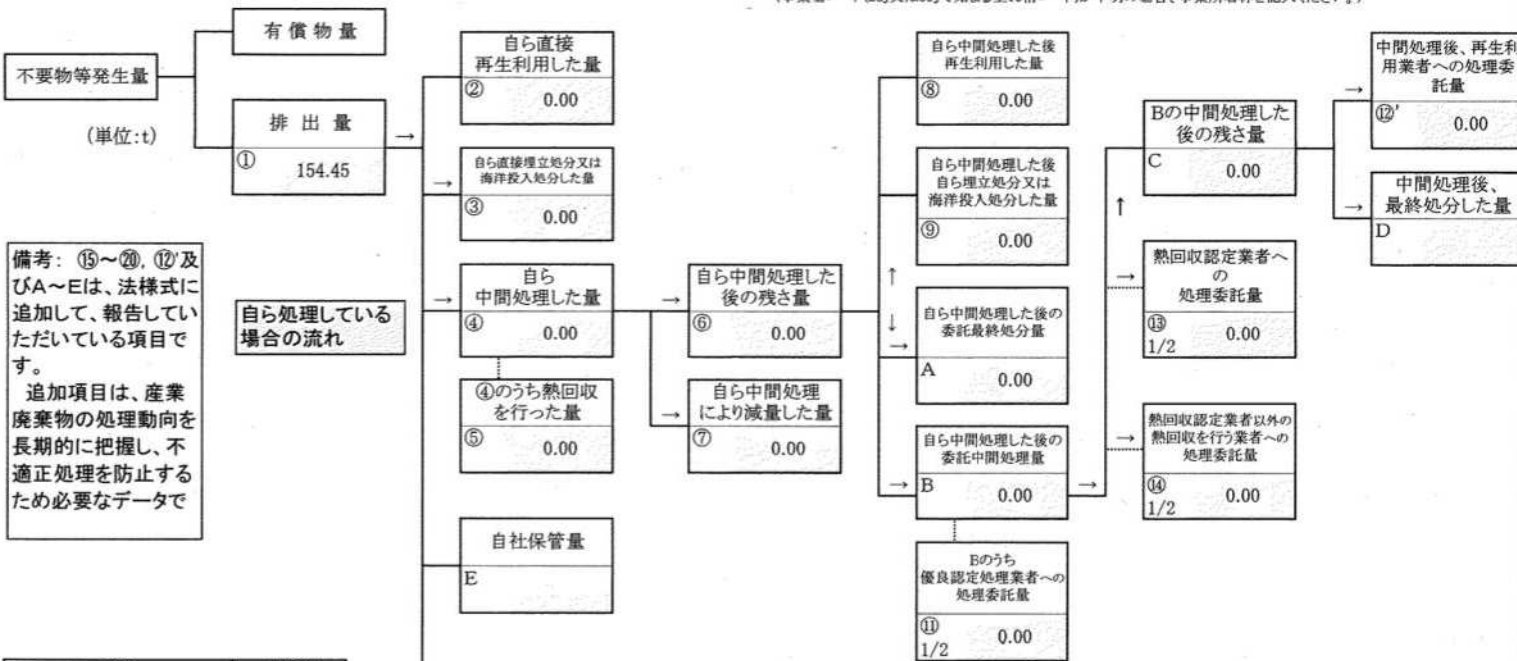 不要物等発生量
(単位:t)
有償物量
排出量
①
154.45
備考: ⑮～⑳, ⑫'及
びA～Eは、法様式に
追加して、報告してい
ただいている項目で
す。
追加項目は、産業
廃棄物の処理動向を
長期的に把握し、不
適正処理を防止する
ため必要なデータで
自ら処理している
場合の流れ
自ら直接
再生利用した量
②
0.00
自ら直接埋立処分又は
海洋投入処分した量
③
0.00
自ら
中間処理した量
④
0.00
④のうち熱回収
を行った量
⑤
0.00
自社保管量
E
自ら中間処理した
後の残さ量
⑥
0.00
自ら中間処理
により減量した量
⑦
0.00
自ら中間処理した後
再生利用した量
⑧
0.00
自ら中間処理した後
自ら埋立処分又は
海洋投入処分した量
⑨
0.00
自ら中間処理した後の
委託最終処分量
A
0.00
自ら中間処理した後の
委託中間処理量
B
0.00
Bのうち
優良認定処理業者への
処理委託量
⑪
1/2
0.00
Bの中間処理した
後の残さ量
C
0.00
熱回収認定業者へ
の
処理委託量
⑬
1/2
0.00
熱回収認定業者以外の
熱回収を行う業者への
処理委託量
⑭
1/2
0.00
中間処理後、再生利
用業者への処理委
託量
⑫'
0.00
中間処理後、
最終処分した量
D